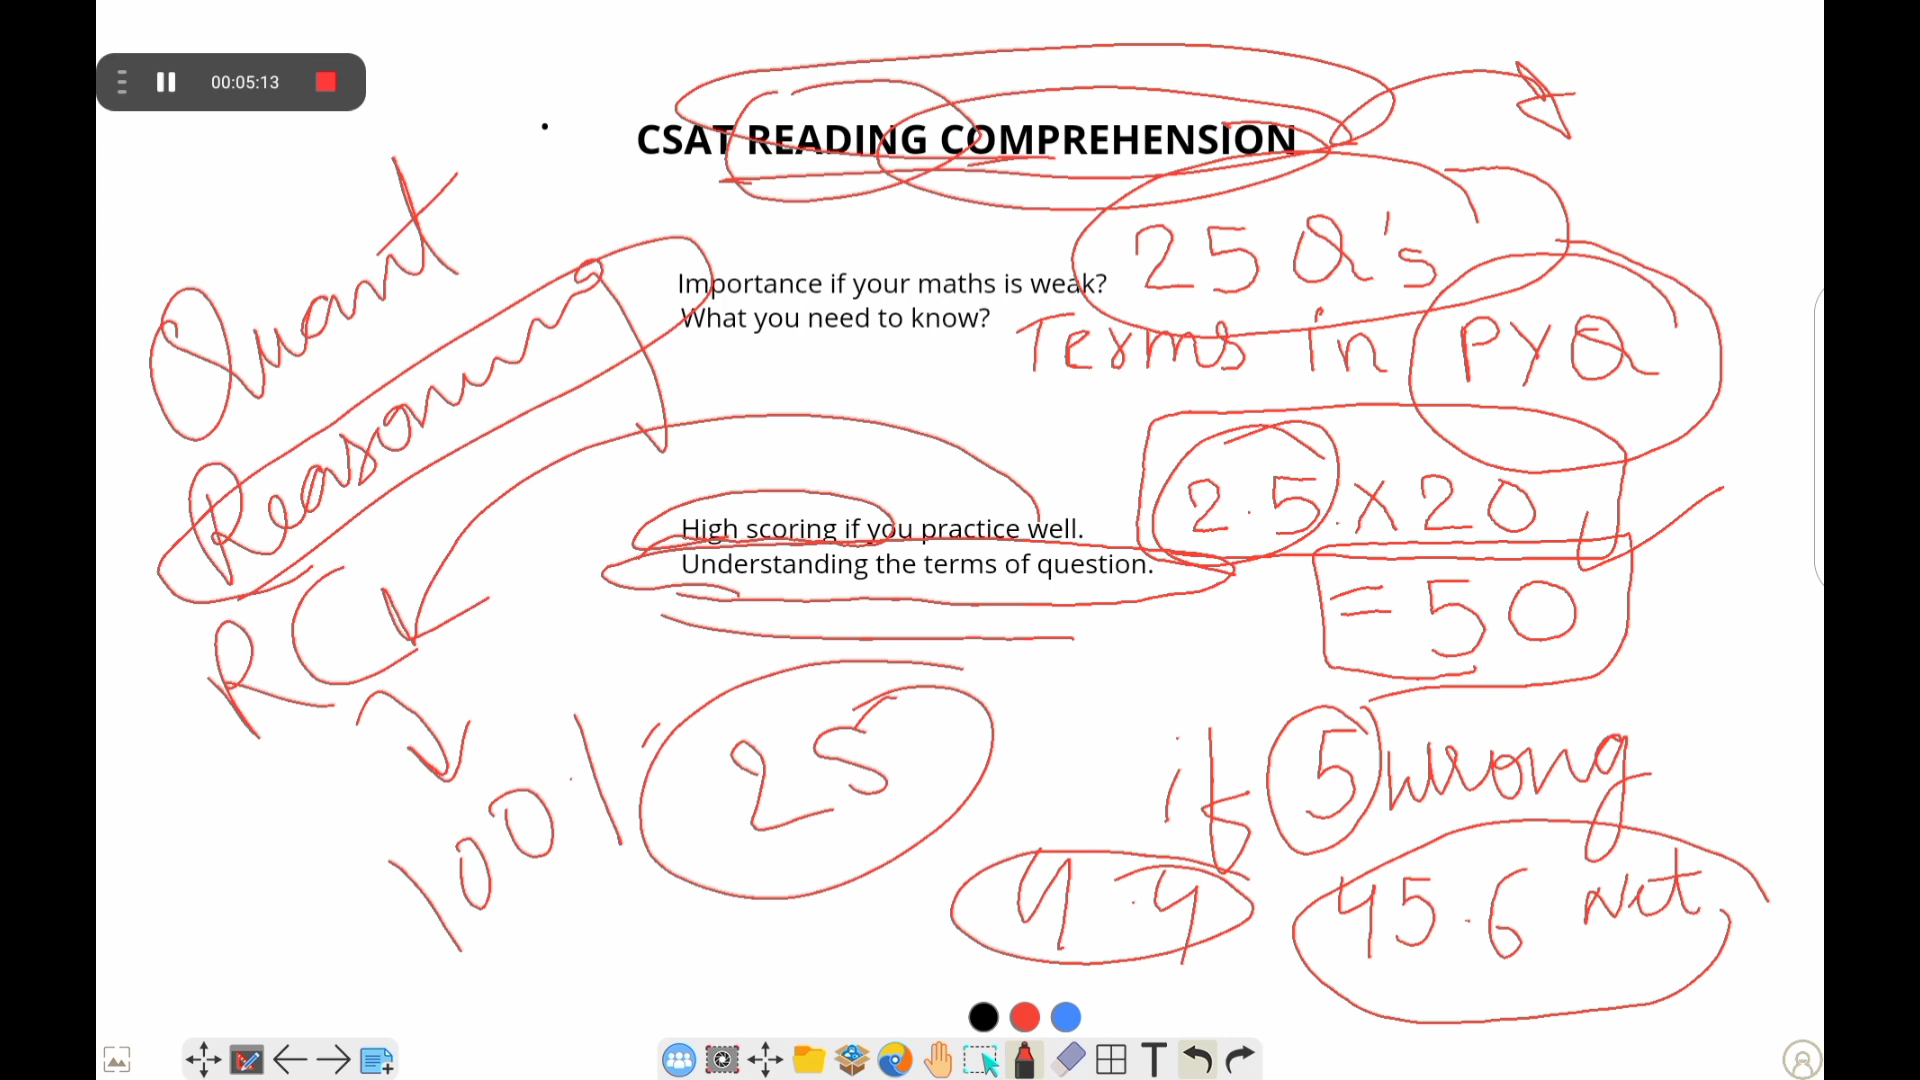 00:05:13
CSAT READING COMPREHENSION
Quant
Reasoning
RC
100%
Importance if your maths is weak?
What you need to know?
25 Q's
Terms in PYQ
High scoring if you practice well.
Understanding the terms of question.
2.5 x 20
= 50
25
if 5 wrong
45.6 Net
T